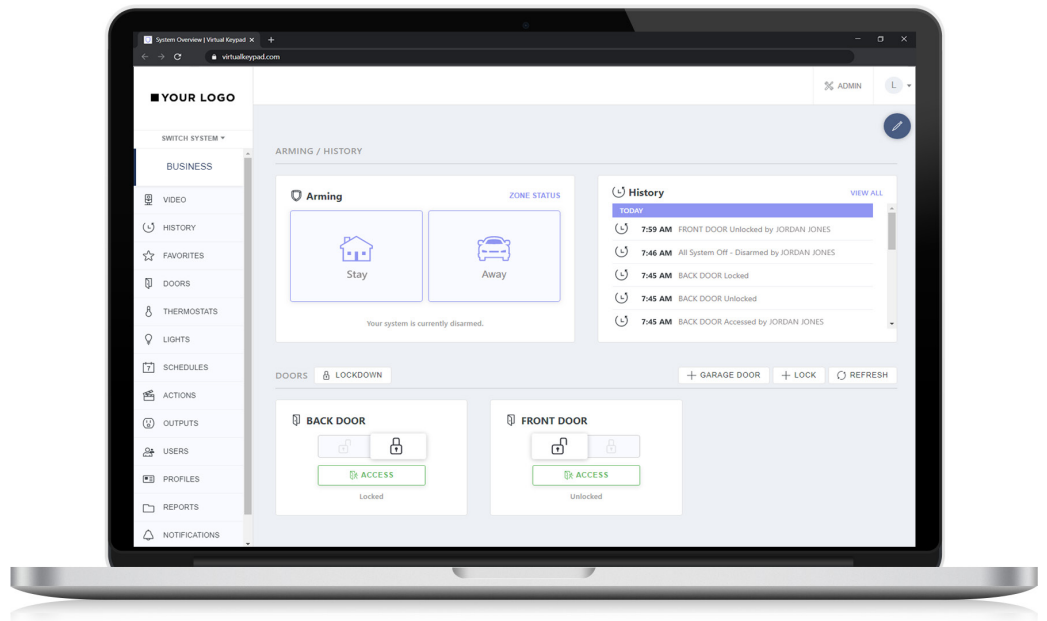 System Overview | Virtual Keypad
virtualkeypad.com
YOUR LOGO
ADMIN
L
SWITCH SYSTEM
BUSINESS
VIDEO
HISTORY
FAVORITES
DOORS
THERMOSTATS
LIGHTS
7 SCHEDULES
ACTIONS
OUTPUTS
USERS
PROFILES
REPORTS
NOTIFICATIONS
ARMING / HISTORY
Arming
ZONE STATUS
Stay
Away
Your system is currently disarmed.
History
VIEW ALL
TODAY
7:59 AM FRONT DOOR Unlocked by JORDAN JONES
7:46 AM All System Off - Disarmed by JORDAN JONES
7:45 AM BACK DOOR Locked
7:45 AM BACK DOOR Unlocked
7:45 AM BACK DOOR Accessed by JORDAN JONES
DOORS
LOCKDOWN
GARAGE DOOR
LOCK
REFRESH
BACK DOOR
ACCESS
Locked
FRONT DOOR
ACCESS
Unlocked